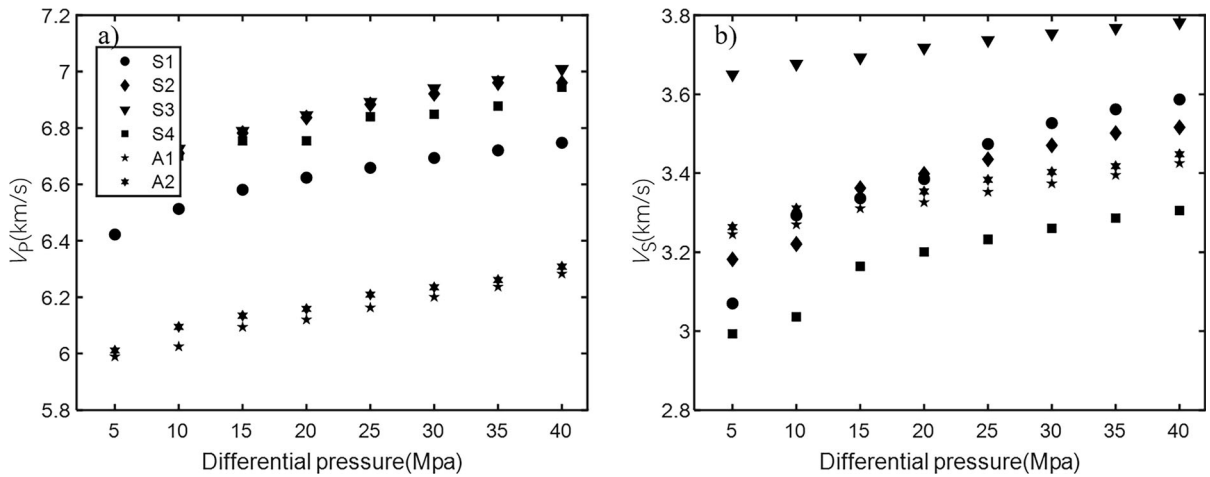 a)
S1
S2
S3
S4
A1
A2
7.2
7
6.8
6.6
6.4
6.2
6
5.8
VP(km/s)
5 10 15 20 25 30 35 40
Differential pressure(Mpa)
b)
3.8
3.6
3.4
3.2
3
2.8
VS(km/s)
5 10 15 20 25 30 35 40
Differential pressure(Mpa)